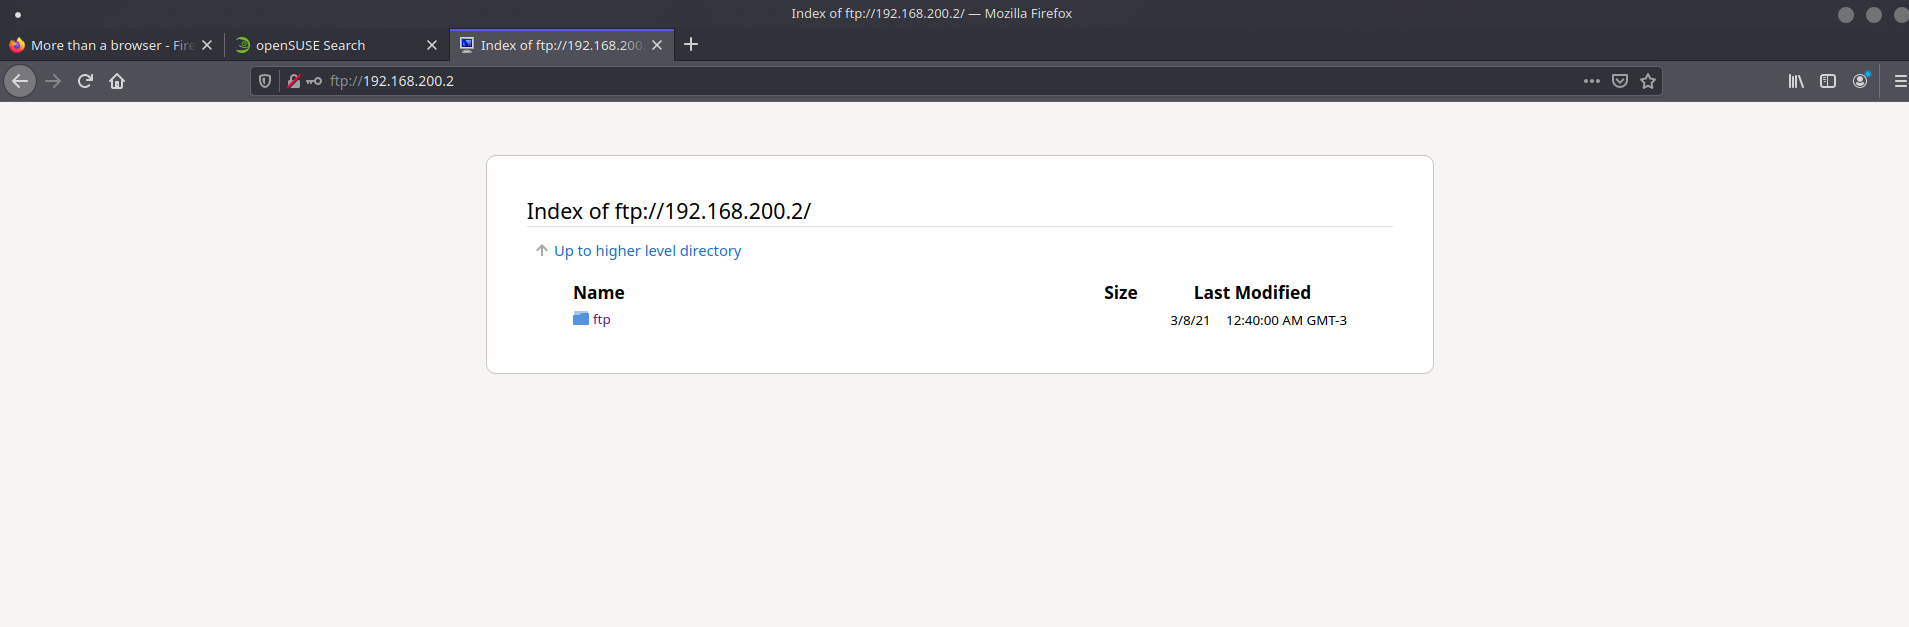 Index of ftp://192.168.200.2/ — Mozilla Firefox
More than a browser - Fire
openSUSE Search
Index of ftp://192.168.200.
ftp://192.168.200.2
Index of ftp://192.168.200.2/
Up to higher level directory
Name Size Last Modified
ftp 3/8/21 12:40:00 AM GMT-3